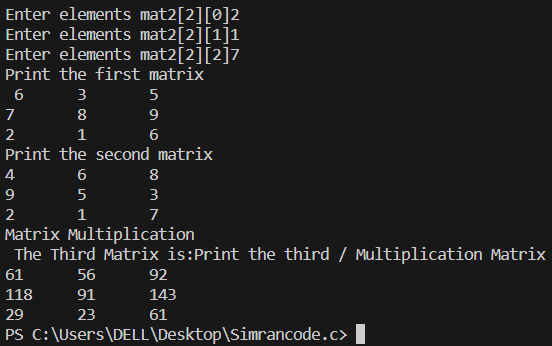 Enter elements mat2[2][0]2
Enter elements mat2[2][1]1
Enter elements mat2[2][2]7
Print the first matrix
 6      3       5
7       8       9
2       1       6
Print the second matrix
4       6       8
9       5       3
2       1       7
Matrix Multiplication
 The Third Matrix is:Print the third / Multiplication Matrix
61      56      92
118     91      143
29      23      61
PS C:\Users\DELL\Desktop\Simrancode.c>